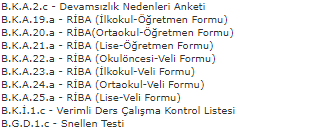 B.K.A.2.c - Devamsızlık Nedenleri Anketi
B.K.A.19.a - RİBA (İlkokul-Öğretmen Formu)
B.K.A.20.a - RİBA(Ortaokul-Öğretmen Formu)
B.K.A.21.a - RİBA (Lise-Öğretmen Formu)
B.K.A.22.a - RİBA (Okulöncesi-Veli Formu)
B.K.A.23.a - RİBA (İlkokul-Veli Formu)
B.K.A.24.a - RİBA (Ortaokul-Veli Formu)
B.K.A.25.a - RİBA (Lise-Veli Formu)
B.K.İ.1.c - Verimli Ders Çalışma Kontrol Listesi
B.G.D.1.c - Snellen Testi